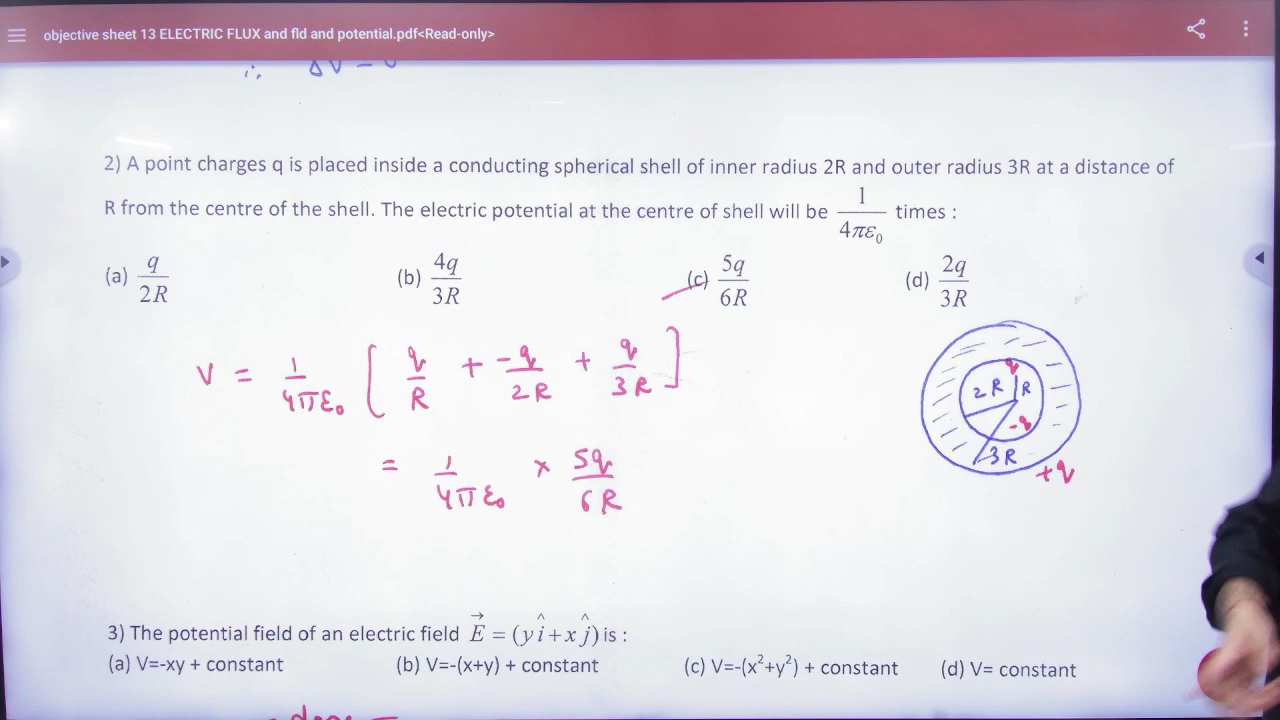 objective sheet 13 ELECTRIC FLUX and fld and potential.pdf<Read-only>
∴ ΔV = 0
2) A point charges q is placed inside a conducting spherical shell of inner radius 2R and outer radius 3R at a distance of
R from the centre of the shell. The electric potential at the centre of shell will be 1/4πε₀ times :
(a) q/2R (b) 4q/3R (c) 5q/6R (d) 2q/3R
V = 1/4πε₀ [ q/R + -q/2R + q/3R ]
= 1/4πε₀ × 5q/6R
q
2R R
-q
3R
+q
3) The potential field of an electric field E⃗ = (y î + x ĵ) is :
(a) V=-xy + constant (b) V=-(x+y) + constant (c) V=-(x²+y²) + constant (d) V= constant